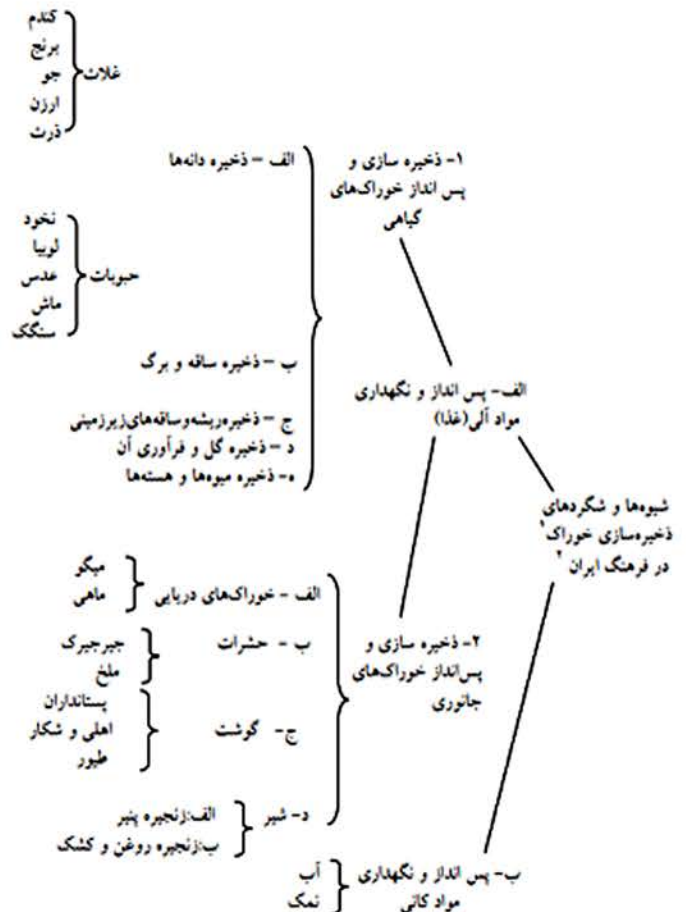 شیوه‌ها و شگردهای
ذخیره‌سازی خوراک۱
در فرهنگ ایران ۲
الف- پس انداز و نگهداری
مواد آلی(غذا)
۱- ذخیره سازی و
پس انداز خوراک‌های
گیاهی
الف – ذخیره دانه‌ها
غلات
کندم
برنج
جو
ارزن
ذرت
حبوبات
نخود
لوبیا
عدس
ماش
سنگک
ب – ذخیره ساقه و برگ
ج – ذخیره‌ریشه‌وساقه‌های‌زیرزمینی
د – ذخیره گل و فرآوری آن
ه- ذخیره میوه‌ها و هسته‌ها
۲- ذخیره سازی و
پس‌انداز خوراک‌های
جانوری
الف - خوراک‌های دریایی
میگو
ماهی
ب - حشرات
جیرجیرک
ملخ
ج- گوشت
پستانداران
اهلی و شکار
طیور
د- شیر
الف:زنجیره پنیر
ب:زنجیره روغن و کشک
ب- پس انداز و نگهداری
مواد کانی
آب
نمک